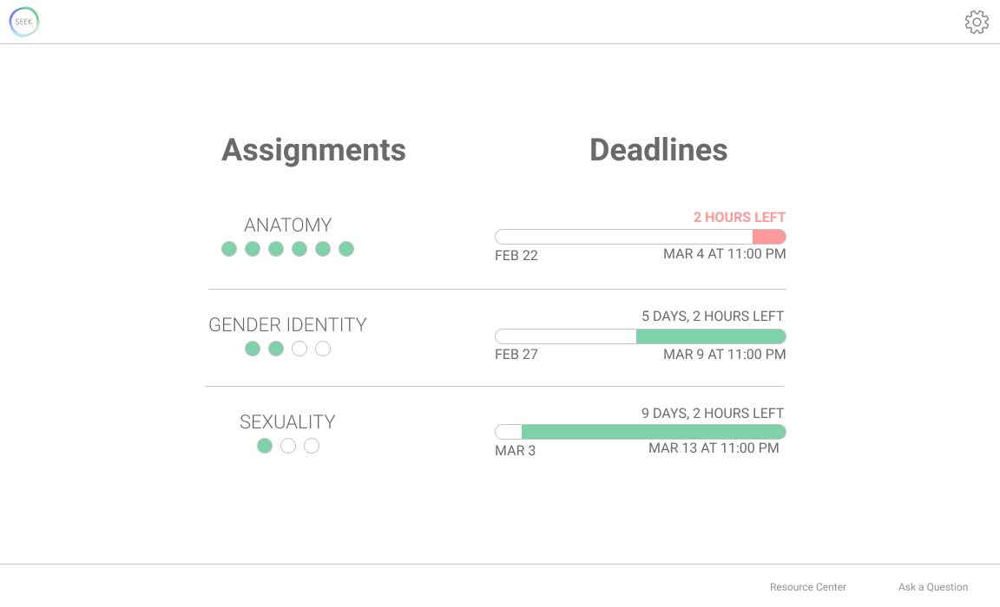 SEEK.
Assignments
Deadlines
ANATOMY
2 HOURS LEFT
FEB 22
MAR 4 AT 11:00 PM
GENDER IDENTITY
5 DAYS, 2 HOURS LEFT
FEB 27
MAR 9 AT 11:00 PM
SEXUALITY
9 DAYS, 2 HOURS LEFT
MAR 3
MAR 13 AT 11:00 PM
Resource Center
Ask a Question